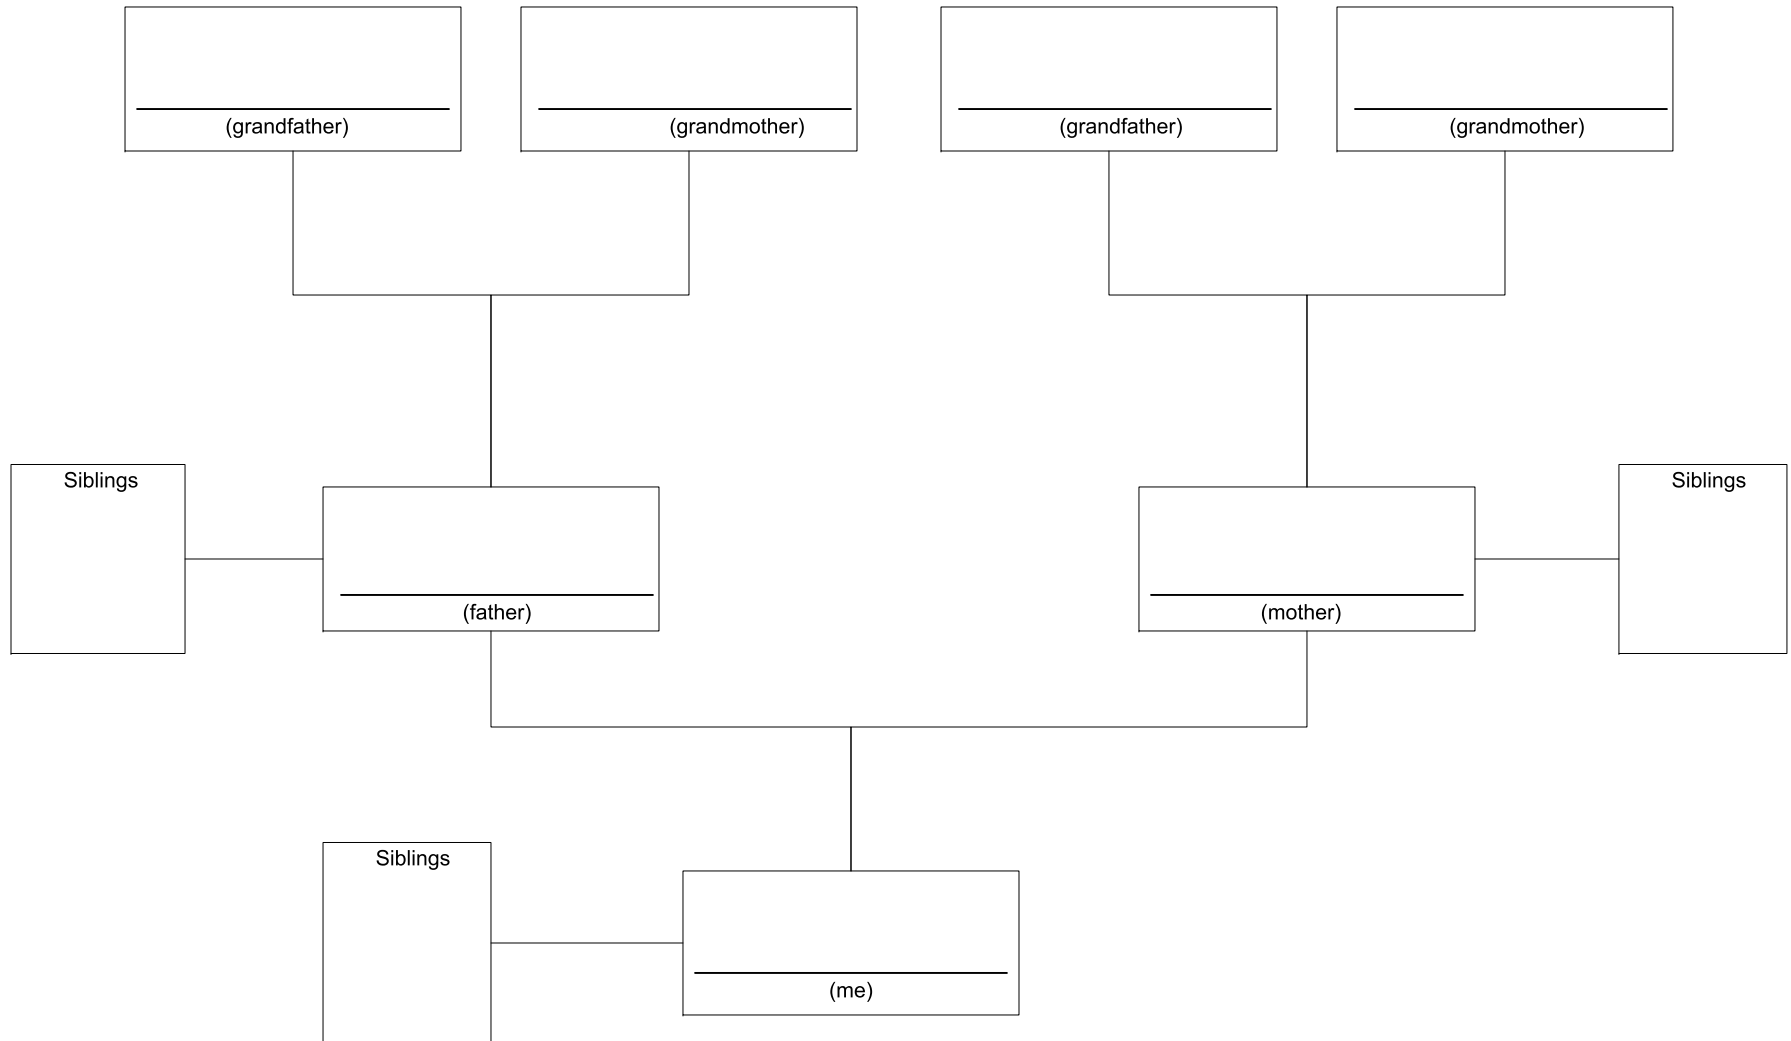 (grandfather)
(grandmother)
(grandfather)
(grandmother)
Siblings
Siblings
(father)
(mother)
Siblings
(me)